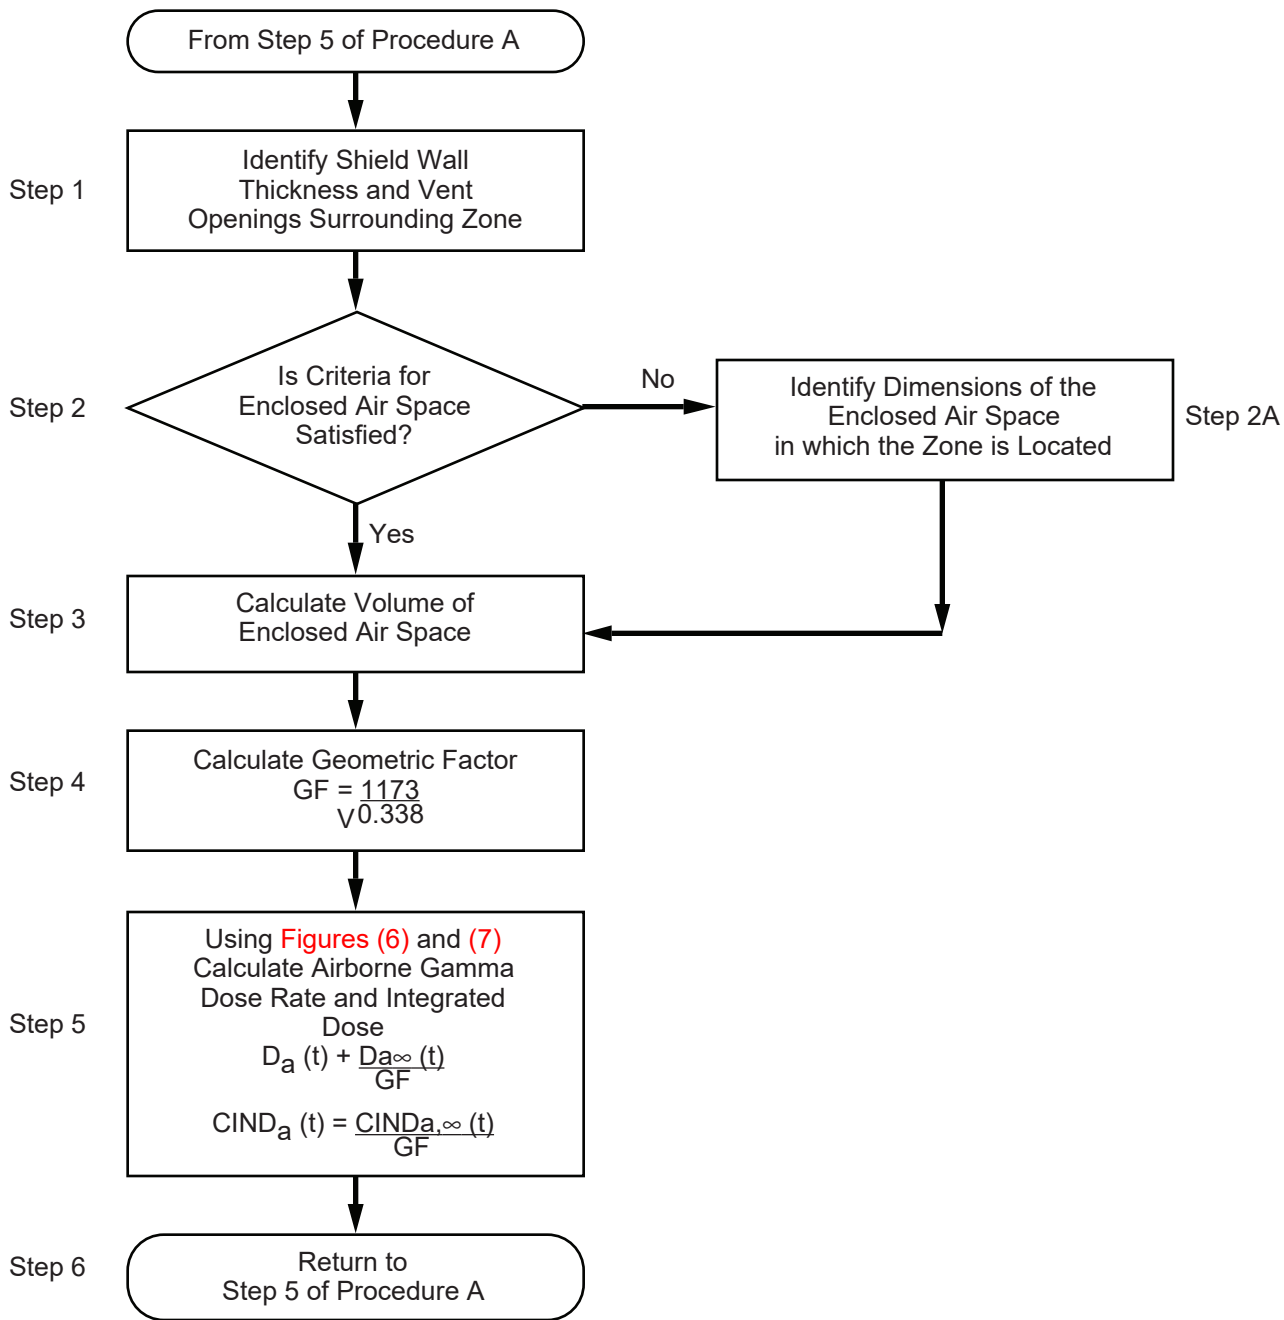 From Step 5 of Procedure A
Step 1
Identify Shield Wall
Thickness and Vent
Openings Surrounding Zone
Step 2
Is Criteria for
Enclosed Air Space
Satisfied?
No
Identify Dimensions of the
Enclosed Air Space
in which the Zone is Located
Step 2A
Yes
Step 3
Calculate Volume of
Enclosed Air Space
Step 4
Calculate Geometric Factor
GF = 1173
V 0.338
Step 5
Using Figures (6) and (7)
Calculate Airborne Gamma
Dose Rate and Integrated
Dose
Da (t) + Da∞ (t)
GF
CINDa (t) = CINDa,∞ (t)
GF
Step 6
Return to
Step 5 of Procedure A